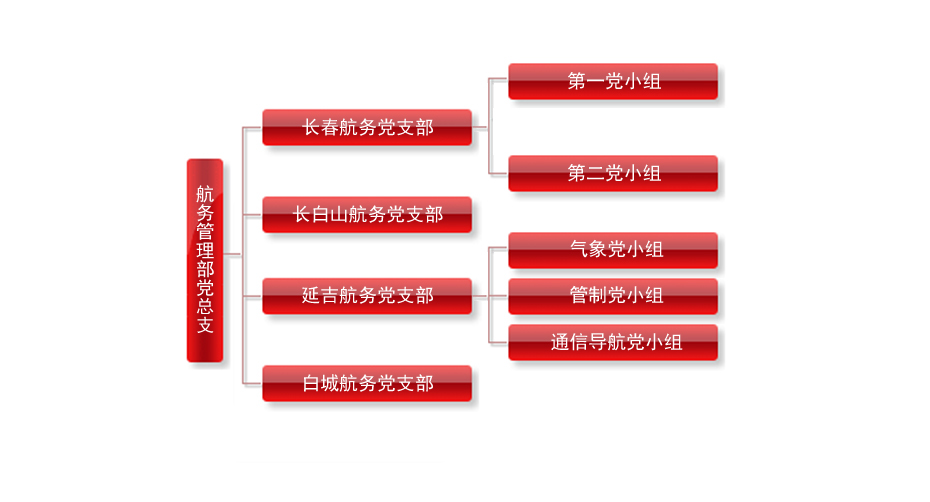 航务管理部党总支
长春航务党支部
第一党小组
第二党小组
长白山航务党支部
延吉航务党支部
气象党小组
管制党小组
通信导航党小组
白城航务党支部